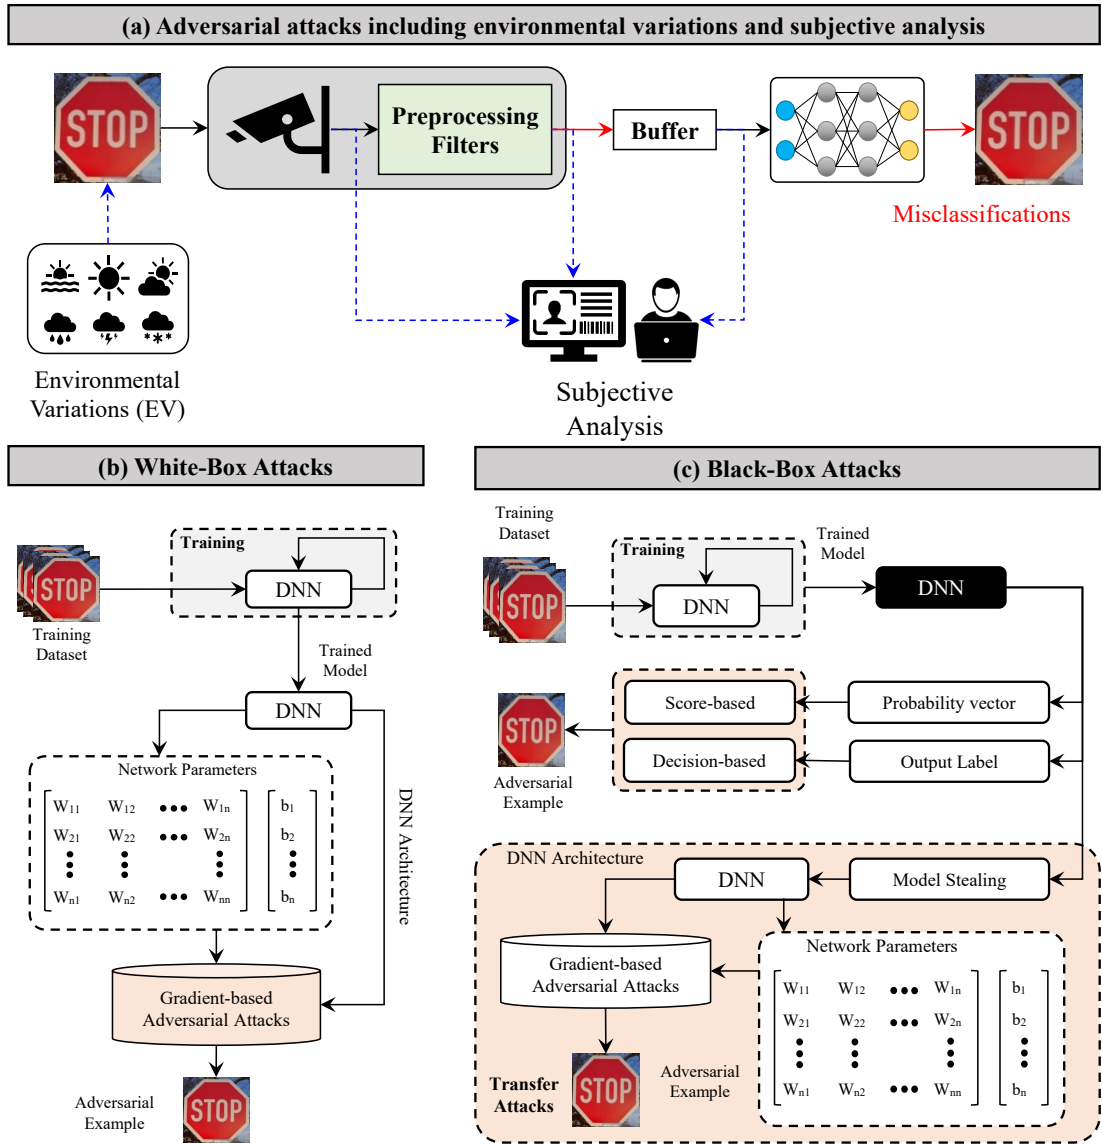 (a) Adversarial attacks including environmental variations and subjective analysis
STOP
Preprocessing
Filters
Buffer
STOP
Misclassifications
Environmental
Variations (EV)
Subjective
Analysis
(b) White-Box Attacks
Training
STOP
DNN
Training
Dataset
Trained
Model
DNN
Network Parameters
W11 W12 ••• W1n b1
W21 W22 ••• W2n b2
Wn1 Wn2 ••• Wnn bn
DNN Architecture
Gradient-based
Adversarial Attacks
Adversarial
Example
STOP
(c) Black-Box Attacks
Training
Dataset
STOP
Training
DNN
Trained
Model
DNN
Score-based
Probability vector
STOP
Decision-based
Output Label
Adversarial
Example
DNN Architecture
DNN
Model Stealing
Gradient-based
Adversarial Attacks
Network Parameters
W11 W12 ••• W1n b1
W21 W22 ••• W2n b2
Wn1 Wn2 ••• Wnn bn
Transfer
Attacks
STOP
Adversarial
Example